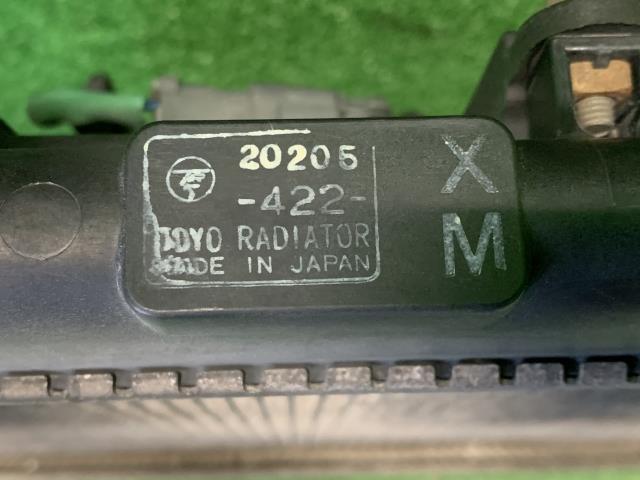 20205
-422-
TOYO RADIATOR
MADE IN JAPAN
X
M